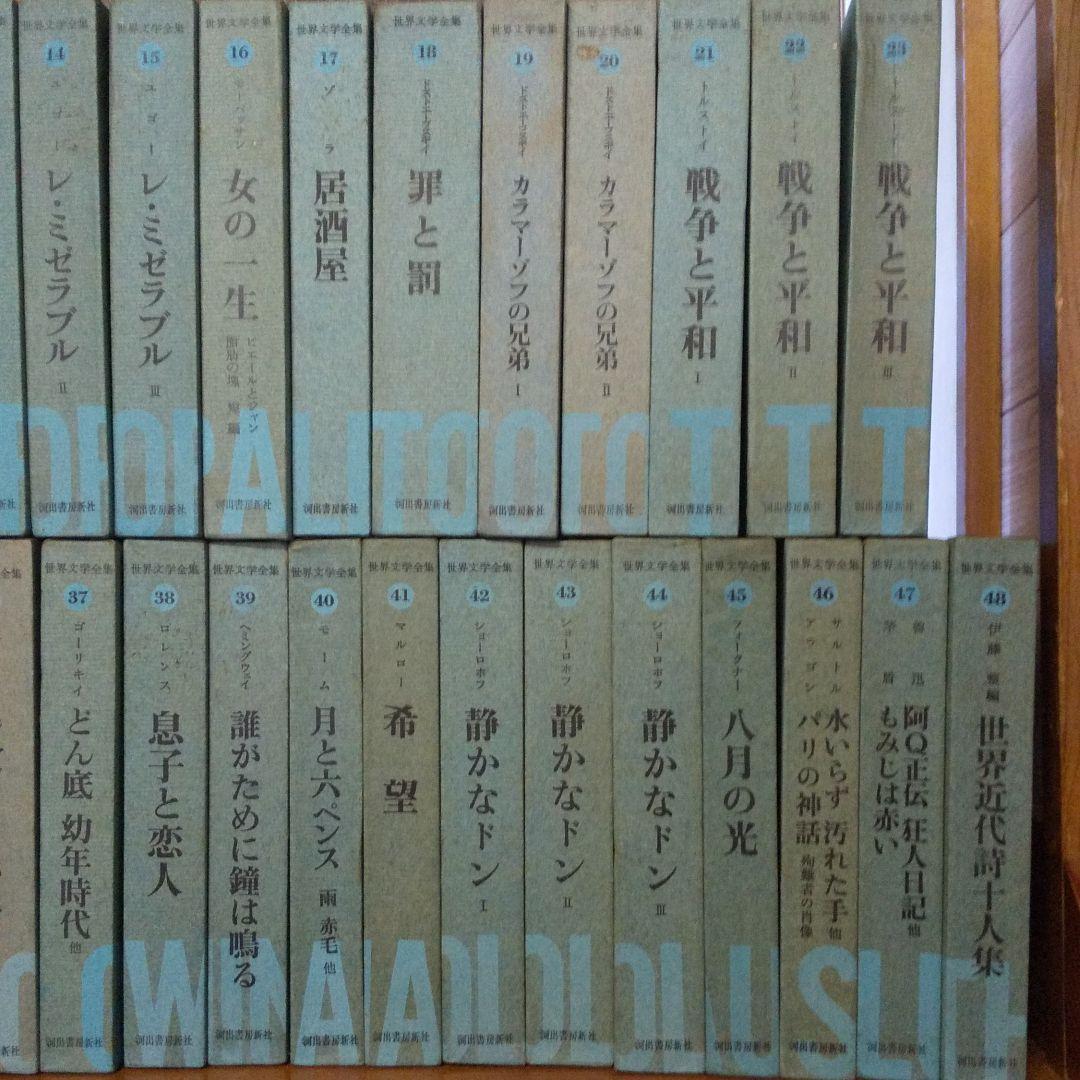 新社
世界文学全集
14
ユゴー
レ・ミゼラブル
II
河出書房新社
世界文学全集
15
ユゴー
レ・ミゼラブル
III
河出書房新社
世界文学全集
16
モーパッサン
女の一生
ピエールとジャン
脂肪の塊 短編
河出書房新社
世界文学全集
17
ゾラ
居酒屋
河出書房新社
世界文学全集
18
ドストエーフスキイ
罪と罰
河出書房新社
世界文学全集
19
ドストエーフスキイ
カラマーゾフの兄弟
I
河出書房新社
世界文学全集
20
ドストエーフスキイ
カラマーゾフの兄弟
II
河出書房新社
世界文学全集
21
トルストイ
戦争と平和
I
河出書房新社
世界文学全集
22
トルストイ
戦争と平和
II
河出書房新社
世界文学全集
23
トルストイ
戦争と平和
III
河出書房新社
全集
新社
世界文学全集
37
ゴーリキイ
どん底 幼年時代 他
河出書房新社
世界文学全集
38
ロレンス
息子と恋人
河出書房新社
世界文学全集
39
ヘミングウェイ
誰がために鐘は鳴る
河出書房新社
世界文学全集
40
モーム
月と六ペンス 雨 赤毛 他
河出書房新社
世界文学全集
41
マルロー
希望
河出書房新社
世界文学全集
42
ショーロホフ
静かなドン
I
河出書房新社
世界文学全集
43
ショーロホフ
静かなドン
II
河出書房新社
世界文学全集
44
ショーロホフ
静かなドン
III
河出書房新社
世界文学全集
45
フォークナー
八月の光
河出書房新社
世界文学全集
46
サルトル
アラゴン
水いらず 汚れた手 他
パリの神話 殉難者の肖像
河出書房新社
世界文学全集
47
魯迅
茅盾
阿Q正伝 狂人日記 他
もみじは赤い
河出書房新社
世界文学全集
48
伊藤整編
世界近代詩十人集
河出書房新社